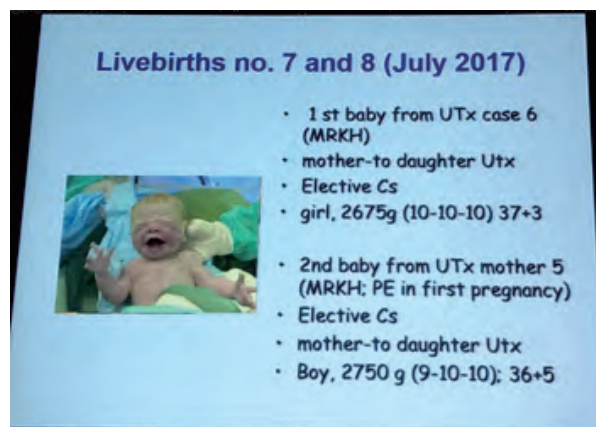 Livebirths no. 7 and 8 (July 2017)
• 1 st baby from UTx case 6
(MRKH)
• mother-to daughter Utx
• Elective Cs
• girl, 2675g (10-10-10) 37+3
• 2nd baby from UTx mother 5
(MRKH; PE in first pregnancy)
• Elective Cs
• mother-to daughter Utx
• Boy, 2750 g (9-10-10); 36+5